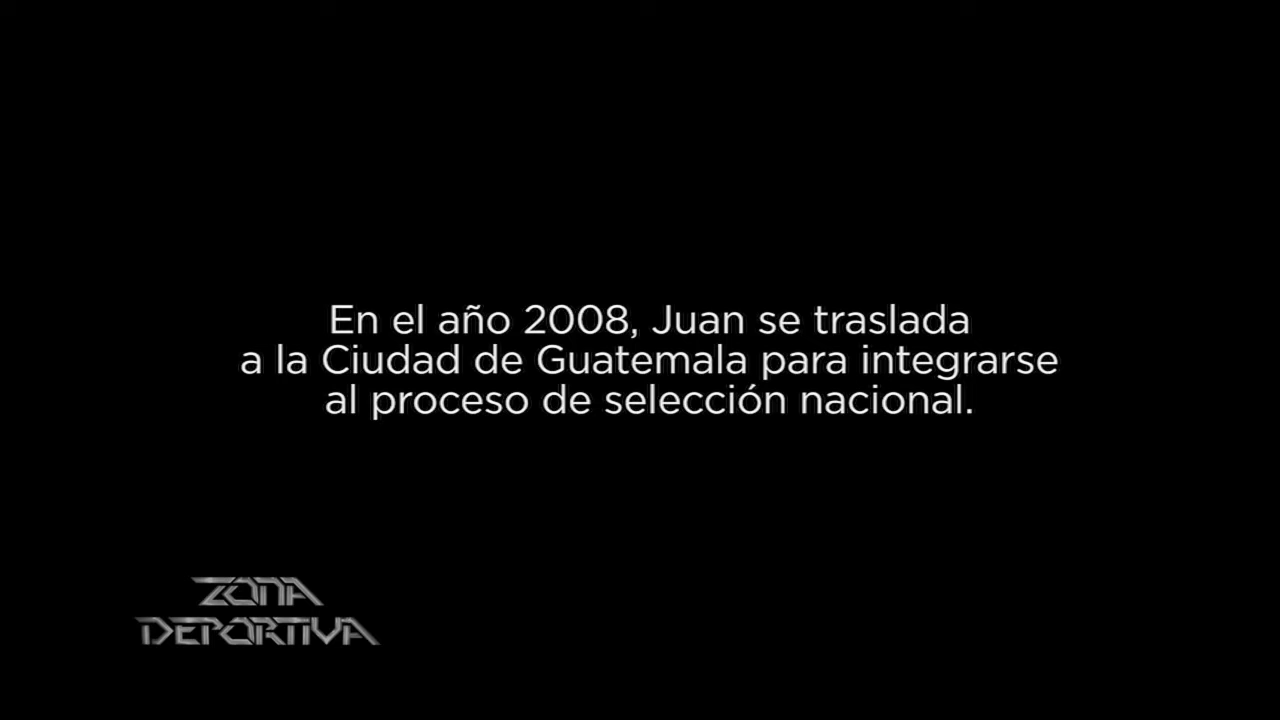 En el año 2008, Juan se traslada
a la Ciudad de Guatemala para integrarse
al proceso de selección nacional.
ZONA
DEPORTIVA